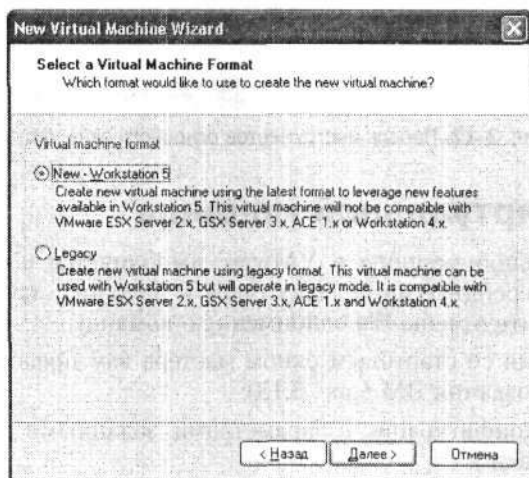 New Virtual Machine Wizard
Select a Virtual Machine Format
Which format would like to use to create the new virtual machine?
Virtual machine format
New - Workstation 5
Create new virtual machine using the latest format to leverage new features
available in Workstation 5. This virtual machine will not be compatible with
VMware ESX Server 2.x, GSX Server 3.x, ACE 1.x or Workstation 4.x.
Legacy
Create new virtual machine using legacy format. This virtual machine can be
used with Workstation 5 but will operate in legacy mode. It is compatible with
VMware ESX Server 2.x, GSX Server 3.x, ACE 1.x and Workstation 4.x.
< Назад Далее > Отмена